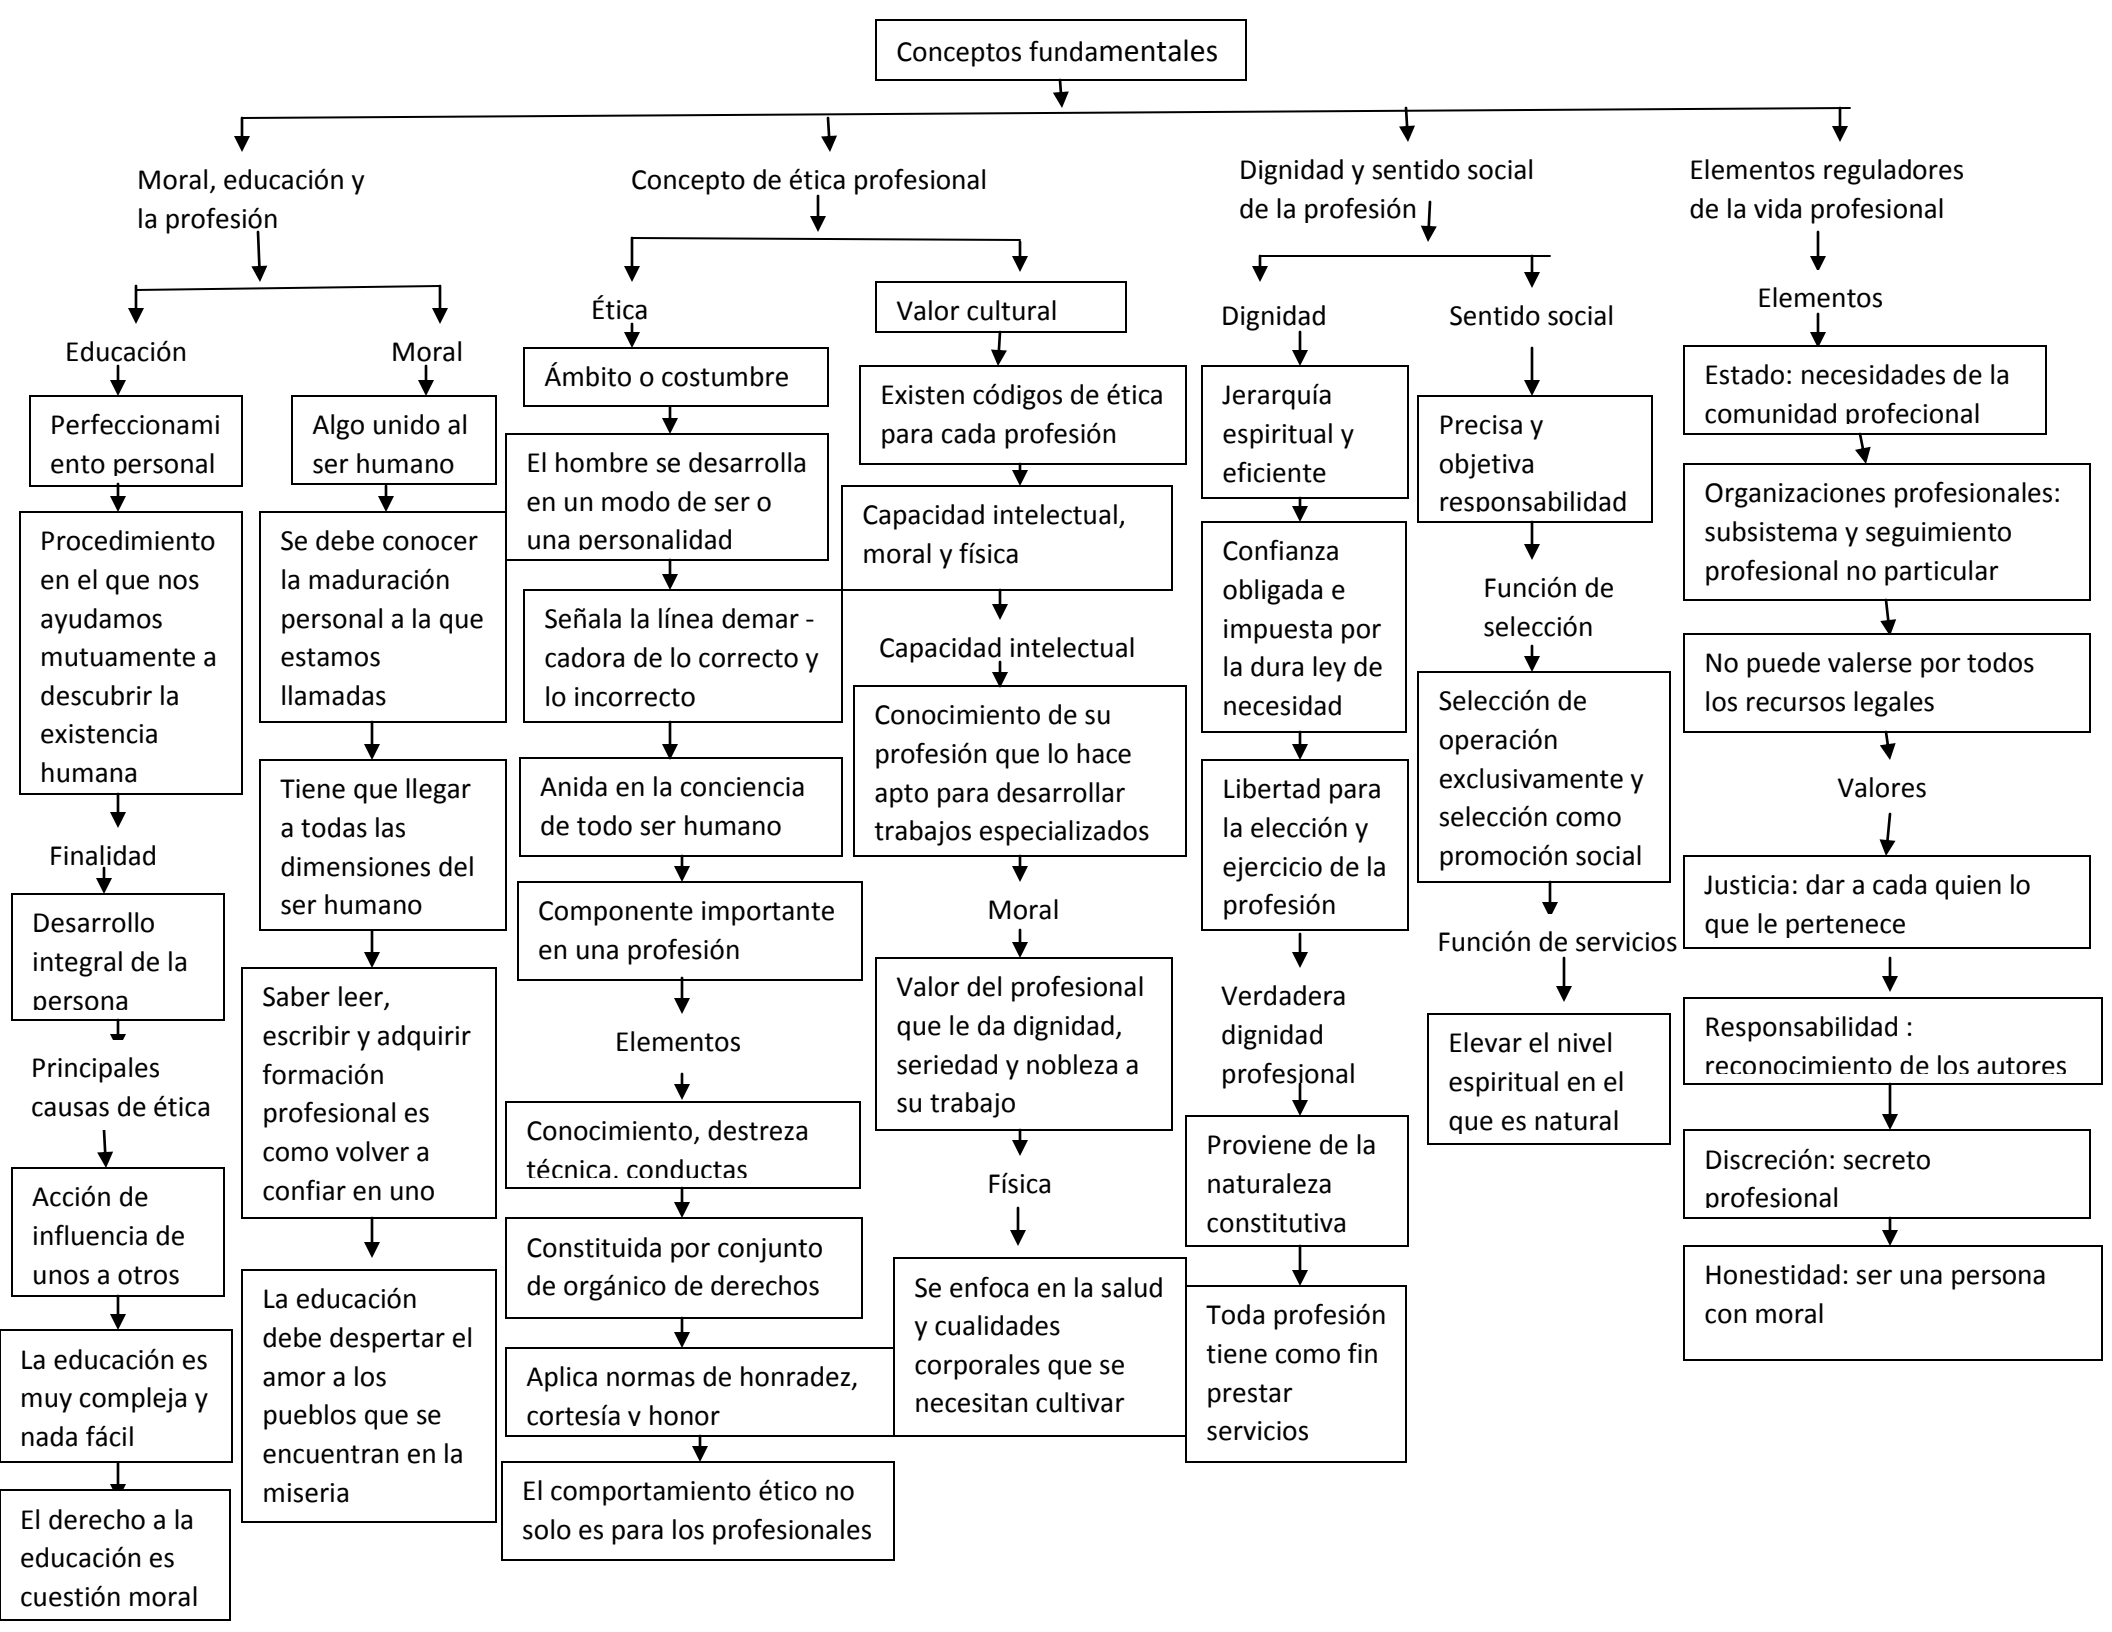 Conceptos fundamentales
Moral, educación y
la profesión
Educación
Perfeccionami
ento personal
Procedimiento
en el que nos
ayudamos
mutuamente a
descubrir la
existencia
humana
Finalidad
Desarrollo
integral de la
persona
Principales
causas de ética
Acción de
influencia de
unos a otros
La educación es
muy compleja y
nada fácil
El derecho a la
educación es
cuestión moral
Moral
Algo unido al
ser humano
Se debe conocer
la maduración
personal a la que
estamos
llamadas
Tiene que llegar
a todas las
dimensiones del
ser humano
Saber leer,
escribir y adquirir
formación
profesional es
como volver a
confiar en uno
La educación
debe despertar el
amor a los
pueblos que se
encuentran en la
miseria
Concepto de ética profesional
Ética
Ámbito o costumbre
El hombre se desarrolla
en un modo de ser o
una personalidad
Señala la línea demar -
cadora de lo correcto y
lo incorrecto
Anida en la conciencia
de todo ser humano
Componente importante
en una profesión
Elementos
Conocimiento, destreza
técnica. conductas
Constituida por conjunto
de orgánico de derechos
Aplica normas de honradez,
cortesía y honor
El comportamiento ético no
solo es para los profesionales
Valor cultural
Existen códigos de ética
para cada profesión
Capacidad intelectual,
moral y física
Capacidad intelectual
Conocimiento de su
profesión que lo hace
apto para desarrollar
trabajos especializados
Moral
Valor del profesional
que le da dignidad,
seriedad y nobleza a
su trabajo
Física
Se enfoca en la salud
y cualidades
corporales que se
necesitan cultivar
Dignidad y sentido social
de la profesión
Dignidad
Jerarquía
espiritual y
eficiente
Confianza
obligada e
impuesta por
la dura ley de
necesidad
Libertad para
la elección y
ejercicio de la
profesión
Verdadera
dignidad
profesional
Proviene de la
naturaleza
constitutiva
Toda profesión
tiene como fin
prestar
servicios
Sentido social
Precisa y
objetiva
responsabilidad
Función de
selección
Selección de
operación
exclusivamente y
selección como
promoción social
Función de servicios
Elevar el nivel
espiritual en el
que es natural
Elementos reguladores
de la vida profesional
Elementos
Estado: necesidades de la
comunidad profecional
Organizaciones profesionales:
subsistema y seguimiento
profesional no particular
No puede valerse por todos
los recursos legales
Valores
Justicia: dar a cada quien lo
que le pertenece
Responsabilidad :
reconocimiento de los autores
Discreción: secreto
profesional
Honestidad: ser una persona
con moral